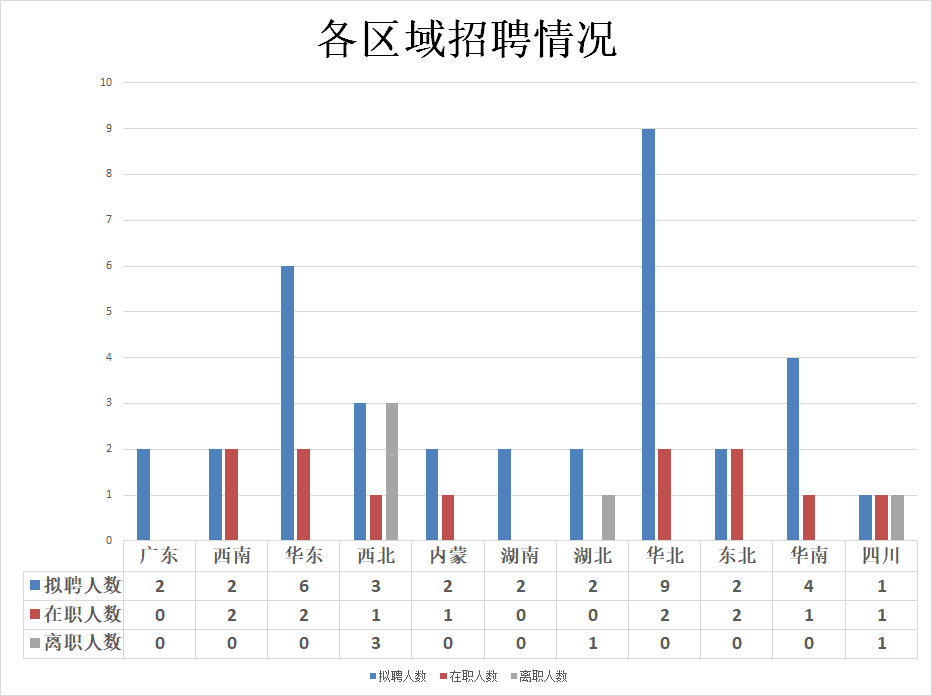 各区域招聘情况
10
9
8
7
6
5
4
3
2
1
0
广东 西南 华东 西北 内蒙 湖南 湖北 华北 东北 华南 四川
拟聘人数 2 2 6 3 2 2 2 9 2 4 1
在职人数 0 2 2 1 1 0 0 2 2 1 1
离职人数 0 0 0 3 0 0 1 0 0 0 1
拟聘人数 在职人数 离职人数